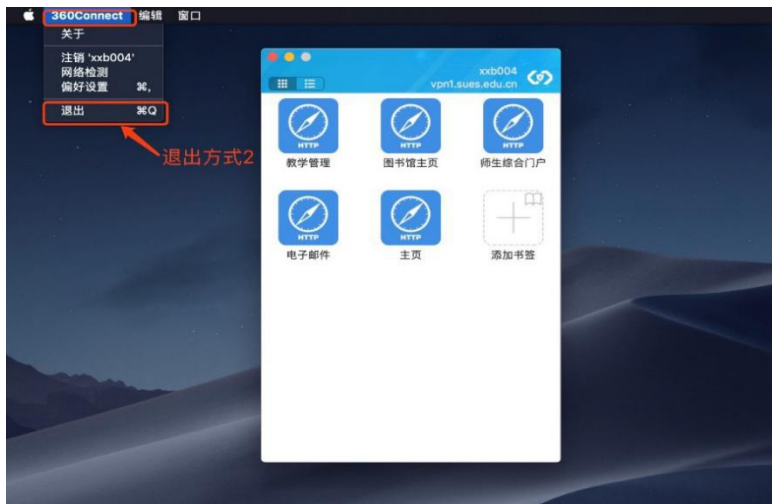 360Connect 编辑 窗口
关于
注销 'xxb004'
网络检测
偏好设置 ⌘,
退出 ⌘Q
退出方式2
xxb004
vpn1.sues.edu.cn
HTTP HTTP HTTP
教学管理 图书馆主页 师生综合门户
HTTP HTTP
电子邮件 主页 添加书签